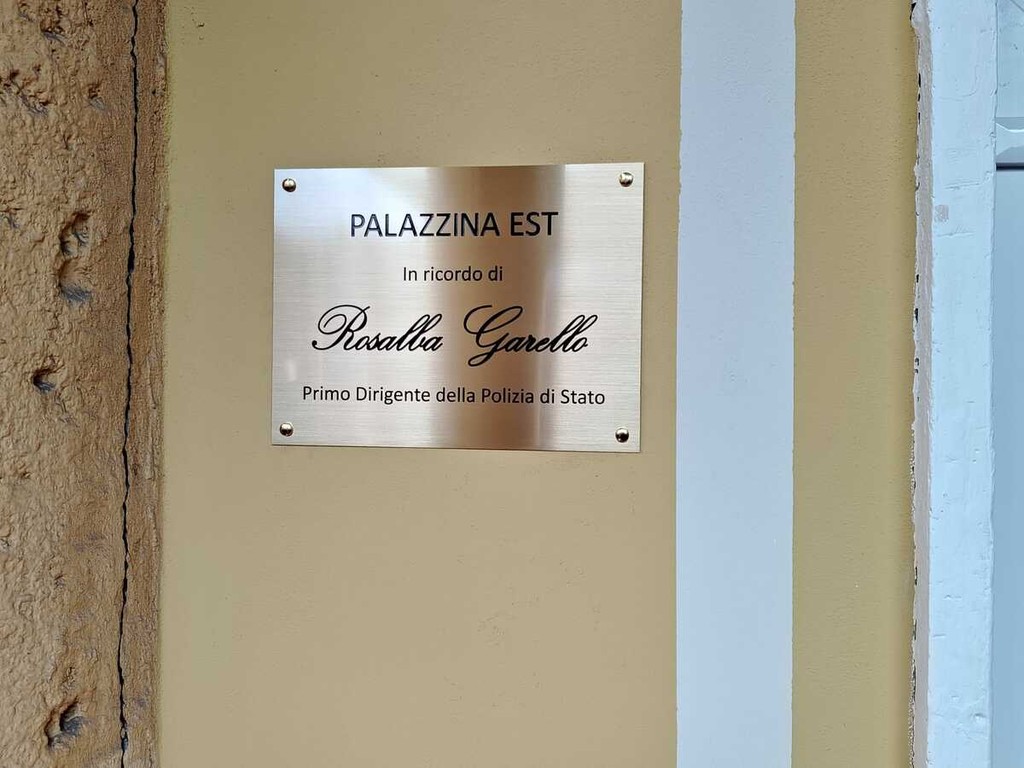 PALAZZINA EST
In ricordo di
Rosalba Garello
Primo Dirigente della Polizia di Stato